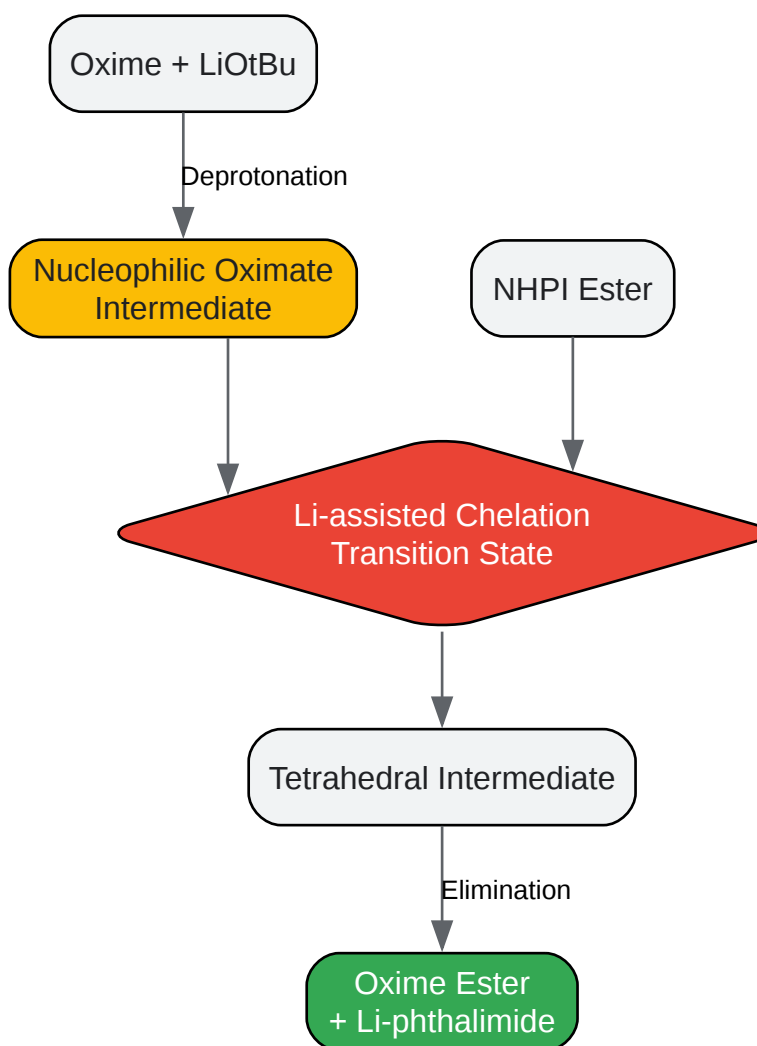 Oxime + LiOtBu
Deprotonation
Nucleophilic Oximate
Intermediate
NHPI Ester
Li-assisted Chelation
Transition State
Tetrahedral Intermediate
Elimination
Oxime Ester
+ Li-phthalimide